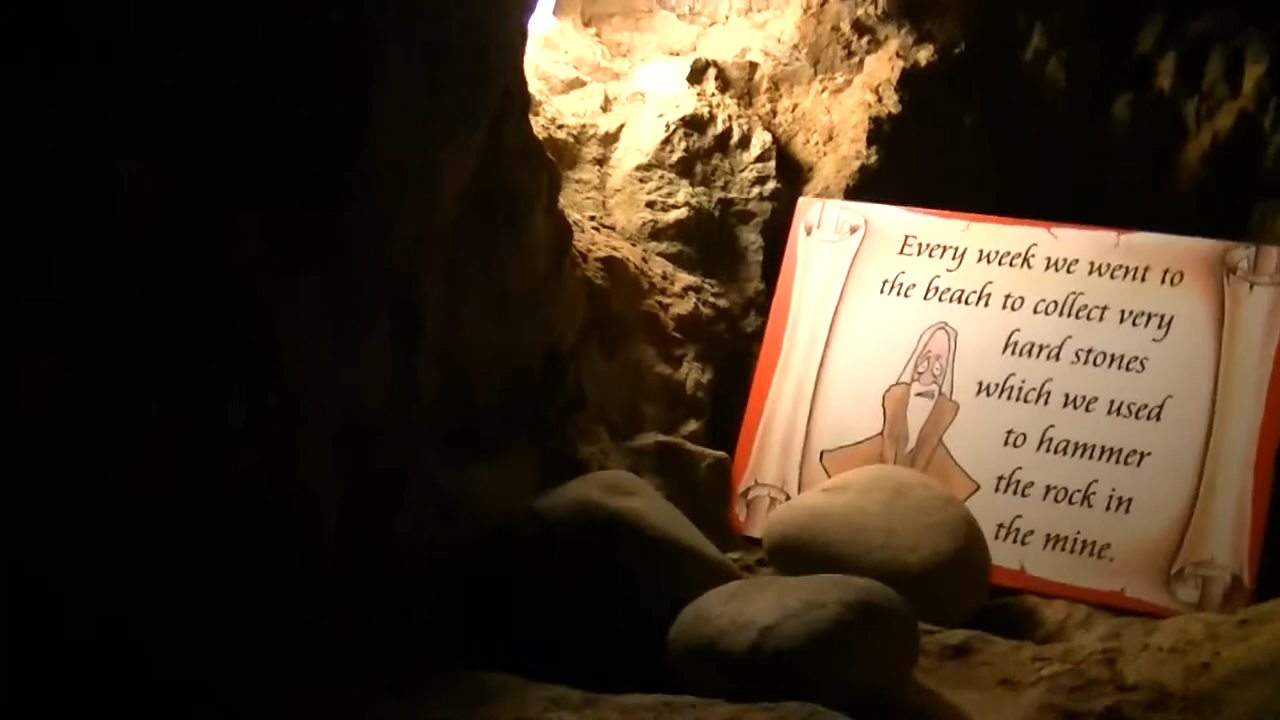 Every week we went to
the beach to collect very
hard stones
which we used
to hammer
the rock in
the mine.